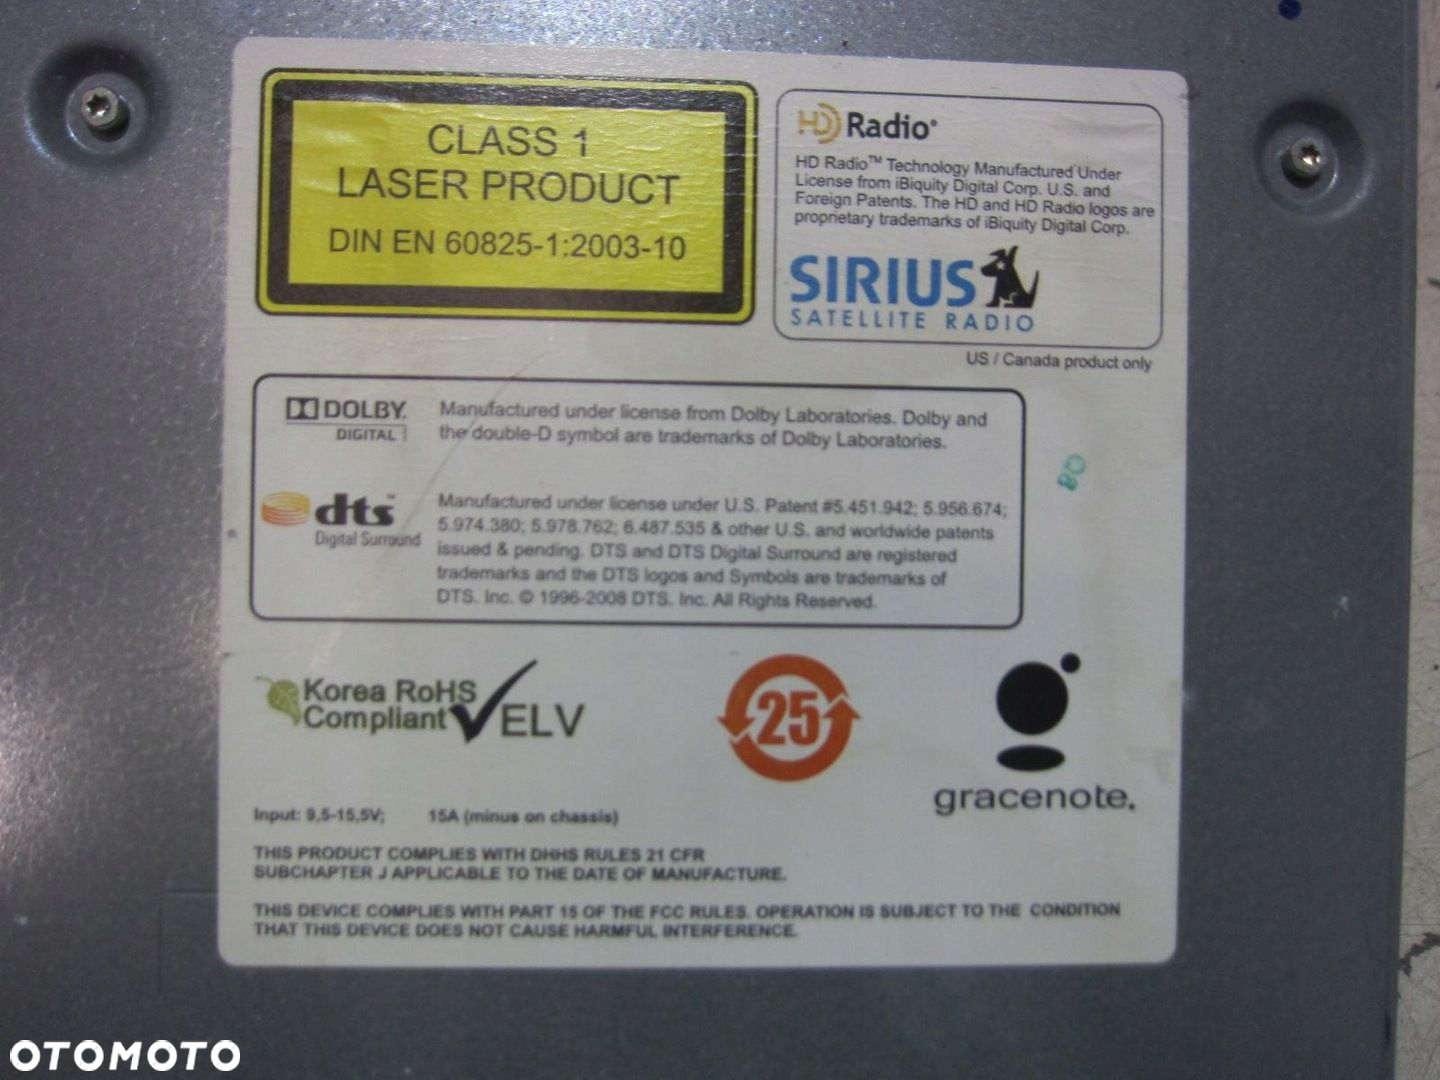 CLASS 1
LASER PRODUCT
DIN EN 60825-1:2003-10
HD Radio
HD Radio™ Technology Manufactured Under
License from iBiquity Digital Corp. U.S. and
Foreign Patents. The HD and HD Radio logos are
proprietary trademarks of iBiquity Digital Corp.
SIRIUS
SATELLITE RADIO
US / Canada product only
DOLBY
DIGITAL
Manufactured under license from Dolby Laboratories. Dolby and
the double-D symbol are trademarks of Dolby Laboratories.
dts™
Digital Surround
Manufactured under license under U.S. Patent #5.451.942; 5.956.674;
5.974.380; 5.978.762; 6.487.535 & other U.S. and worldwide patents
issued & pending. DTS and DTS Digital Surround are registered
trademarks and the DTS logos and Symbols are trademarks of
DTS. Inc. © 1996-2008 DTS. Inc. All Rights Reserved.
Korea RoHS
Compliant
ELV
25
gracenote.
Input: 9,5-15,5V; 15A (minus on chassis)
THIS PRODUCT COMPLIES WITH DHHS RULES 21 CFR
SUBCHAPTER J APPLICABLE TO THE DATE OF MANUFACTURE.
THIS DEVICE COMPLIES WITH PART 15 OF THE FCC RULES. OPERATION IS SUBJECT TO THE CONDITION
THAT THIS DEVICE DOES NOT CAUSE HARMFUL INTERFERENCE.
OTOMOTO